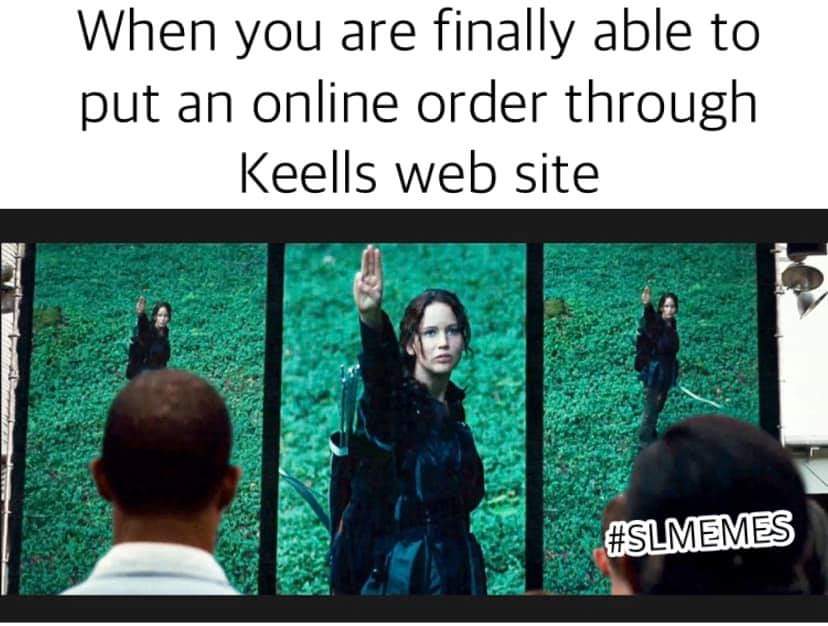 When you are finally able to
put an online order through
Keells web site
#SLMEMES